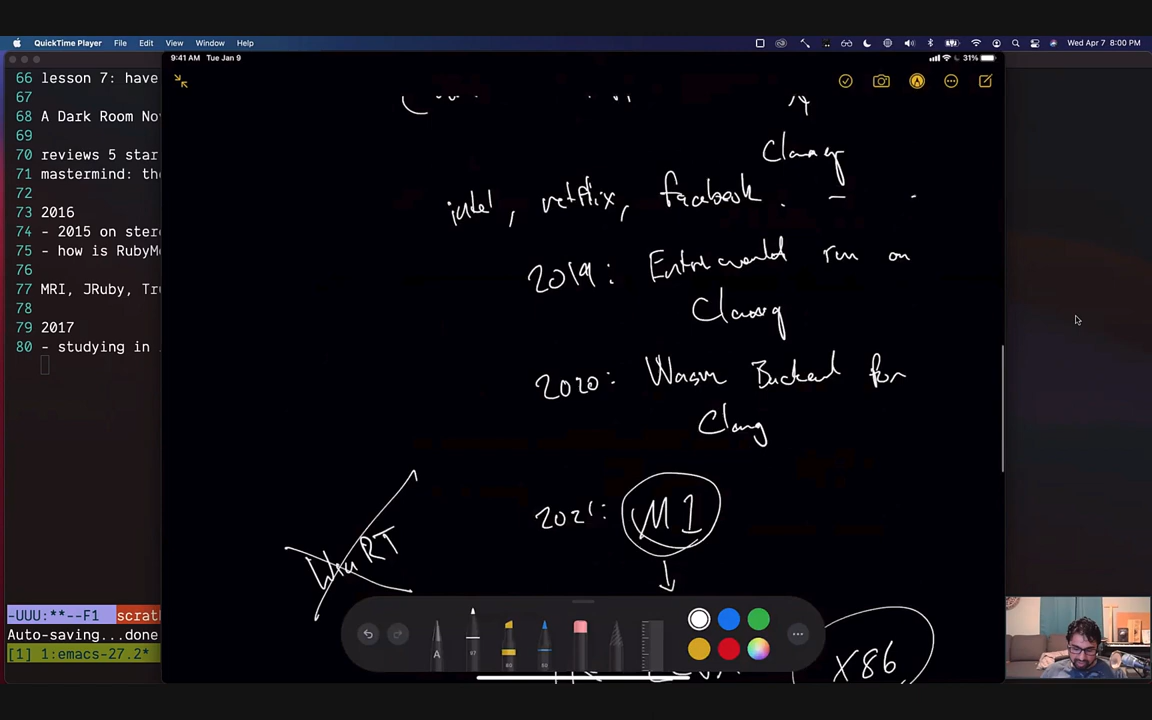 QuickTime Player File Edit View Window Help Wed Apr 7 8:00 PM
9:41 AM Tue Jan 9 31%
66 lesson 7: have
67
68 A Dark Room No
69
70 reviews 5 star
71 mastermind: th
72
73 2016
74 - 2015 on ster
75 - how is RubyM
76
77 MRI, JRuby, Tr
78
79 2017
80 - studying in
Clang
intel, netflix, facebook. -
2019: Entire world run on
Clang
2020: Wasm Backend for
Clang
2021: M1
WinRT
X86
-UUU:**--F1 scrat
Auto-saving...done
[1] 1:emacs-27.2*